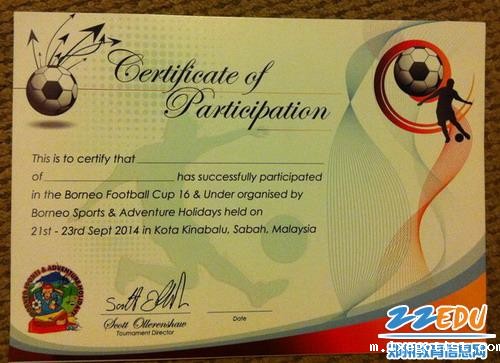 Certificate of
Participation
This is to certify that
of has successfully participated
in the Borneo Football Cup 16 & Under organised by
Borneo Sports & Adventure Holidays held on
21st - 23rd Sept 2014 in Kota Kinabalu, Sabah, Malaysia
Scott Ollerenshaw
Tournament Director
Date
ZZEDU
郑州教育信息网